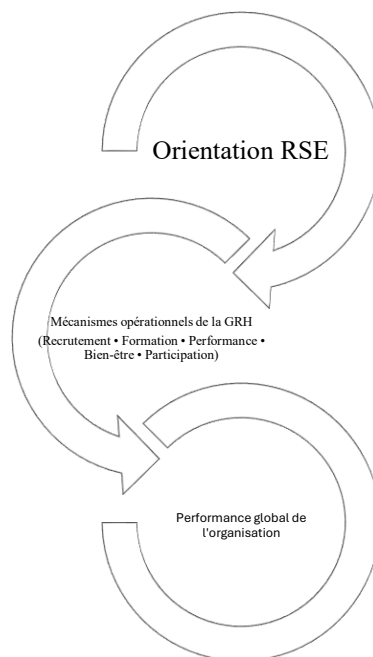 Orientation RSE
Mécanismes opérationnels de la GRH
(Recrutement • Formation • Performance •
Bien-être • Participation)
Performance global de
l'organisation